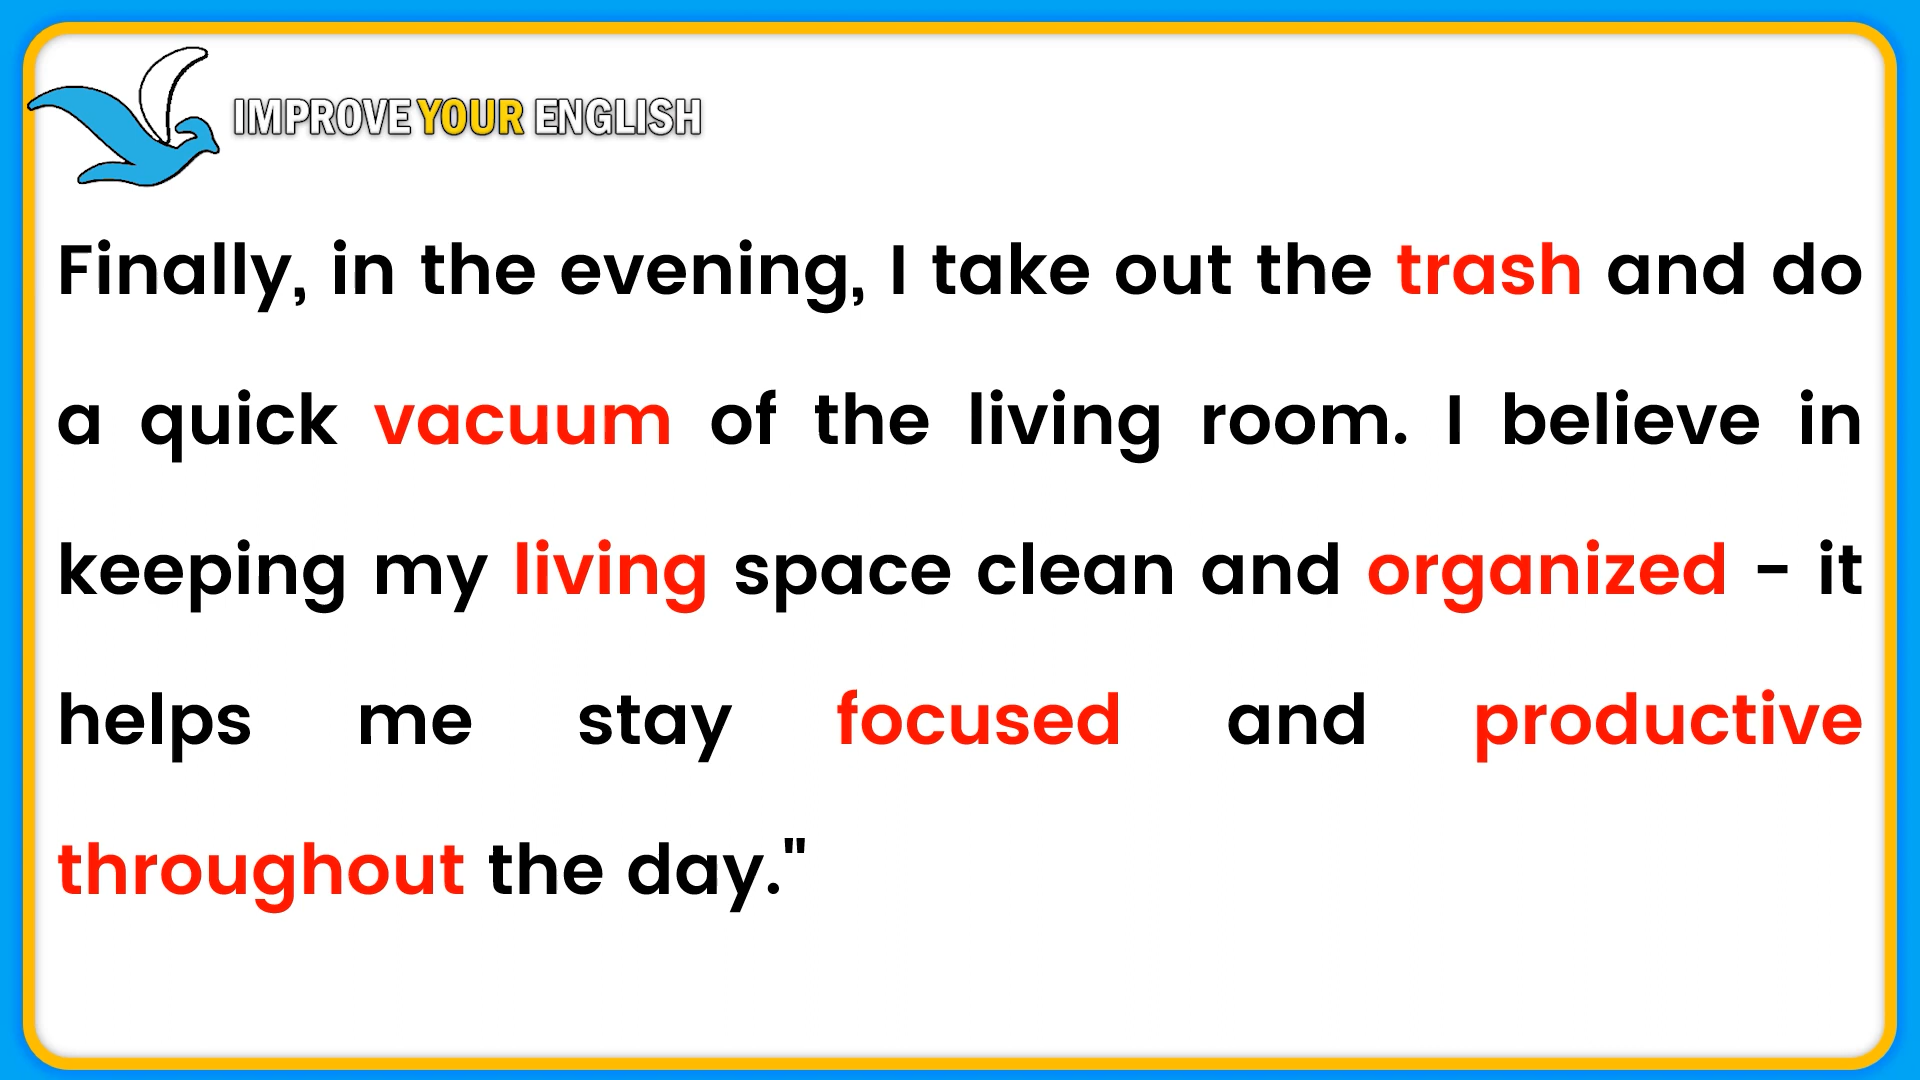 IMPROVE YOUR ENGLISH
Finally, in the evening, I take out the trash and do
a quick vacuum of the living room. I believe in
keeping my living space clean and organized - it
helps me stay focused and productive
throughout the day."